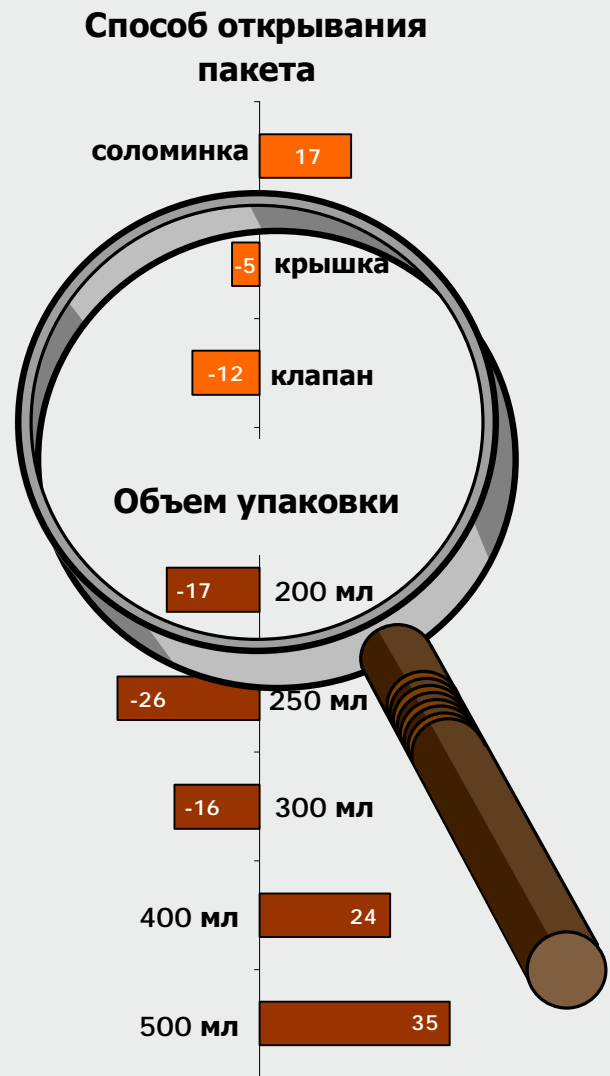 Способ открывания
пакета
соломинка 17
-5 крышка
-12 клапан
Объем упаковки
-17 200 мл
-26 250 мл
-16 300 мл
400 мл 24
500 мл 35